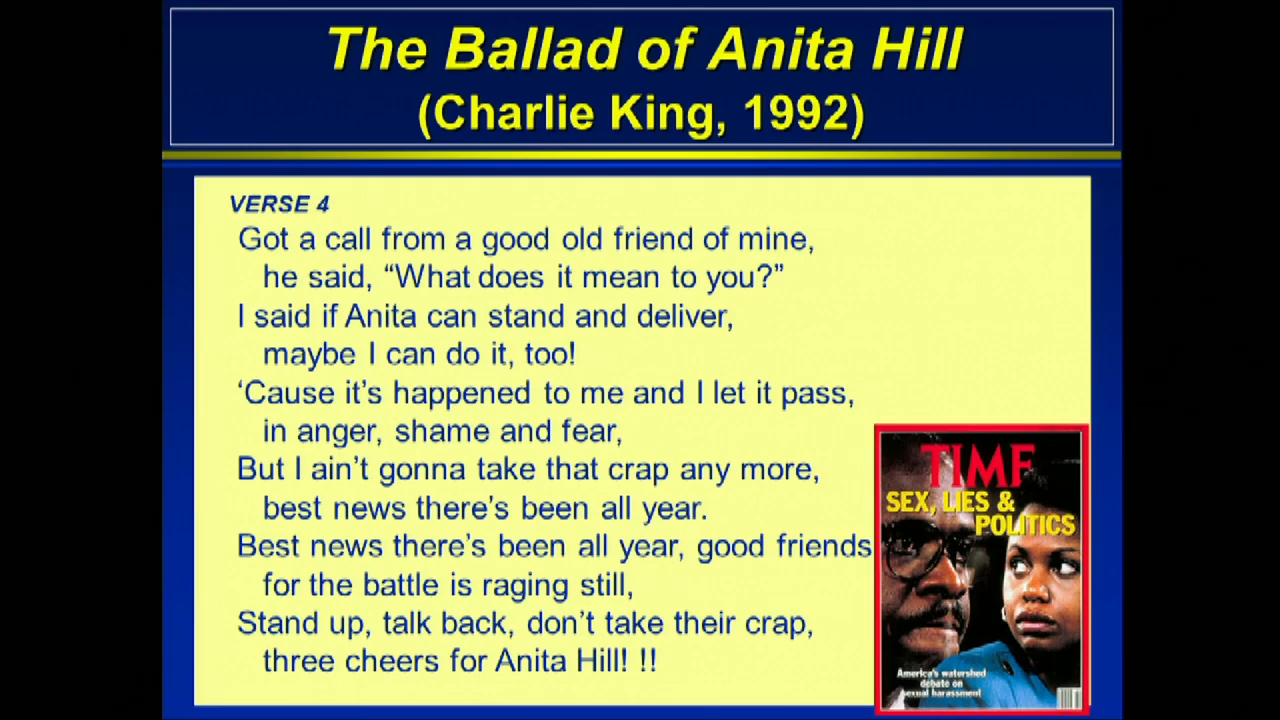 The Ballad of Anita Hill
(Charlie King, 1992)
VERSE 4
Got a call from a good old friend of mine,
he said, “What does it mean to you?”
I said if Anita can stand and deliver,
maybe I can do it, too!
‘Cause it’s happened to me and I let it pass,
in anger, shame and fear,
But I ain’t gonna take that crap any more,
best news there’s been all year.
Best news there’s been all year, good friends
for the battle is raging still,
Stand up, talk back, don’t take their crap,
three cheers for Anita Hill! !!
TIME
SEX, LIES &
POLITICS
America's watershed
debate on
sexual harassment